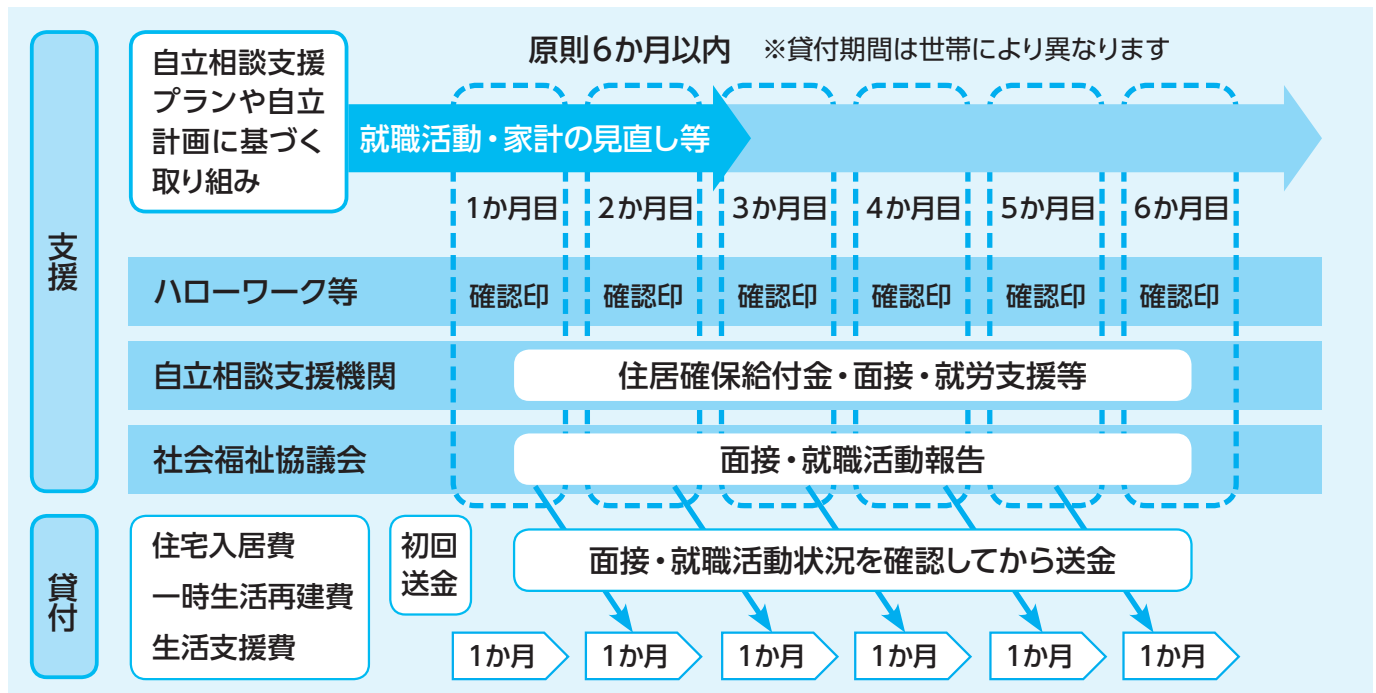 支援
自立相談支援
プランや自立
計画に基づく
取り組み
原則6か月以内 ※貸付期間は世帯により異なります
就職活動・家計の見直し等
1か月目 2か月目 3か月目 4か月目 5か月目 6か月目
ハローワーク等 確認印 確認印 確認印 確認印 確認印 確認印
自立相談支援機関 住居確保給付金・面接・就労支援等
社会福祉協議会 面接・就職活動報告
貸付
住宅入居費
一時生活再建費
生活支援費
初回
送金
面接・就職活動状況を確認してから送金
1か月 1か月 1か月 1か月 1か月 1か月